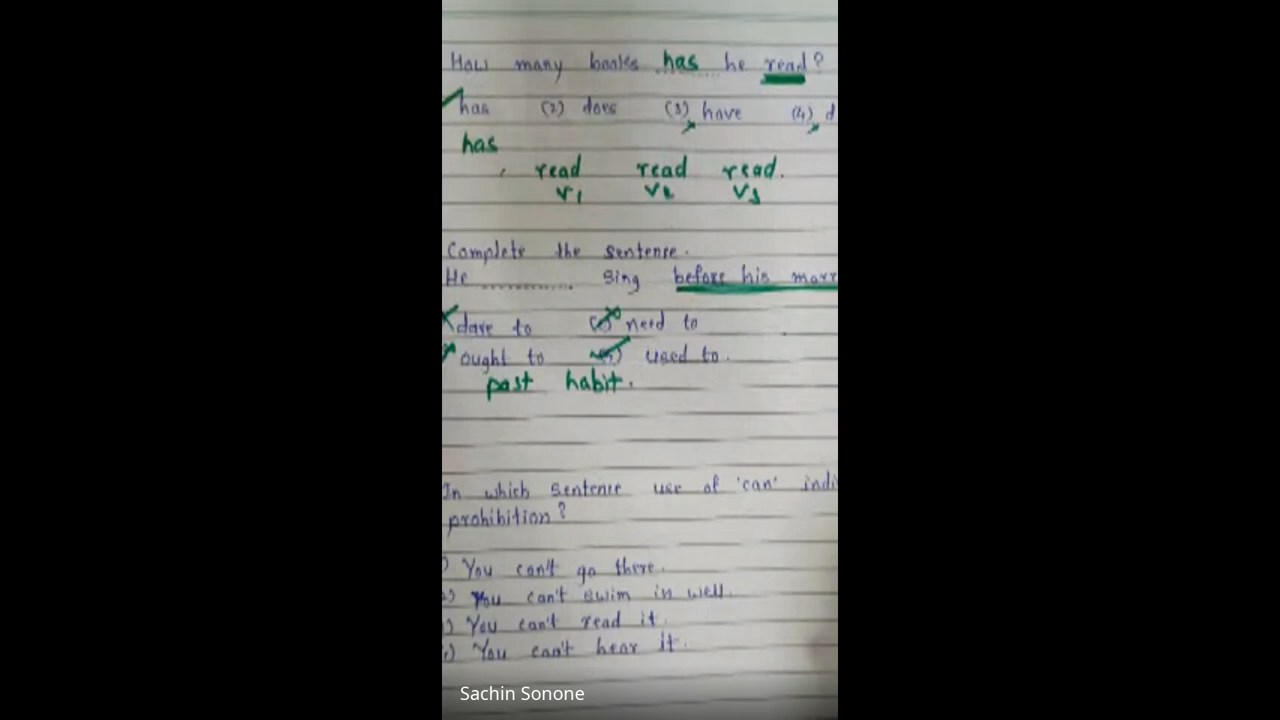 How many books has he read?
has (2) does (3) have (4) d
has
read read read.
V1 V2 V3
Complete the sentence.
He ............. sing before his marr
dare to need to
ought to used to.
past habit.
In which sentence use of 'can' indi
prohibition?
) You can't go there.
2) You can't swim in well.
) You can't read it.
) You can't hear it.
Sachin Sonone